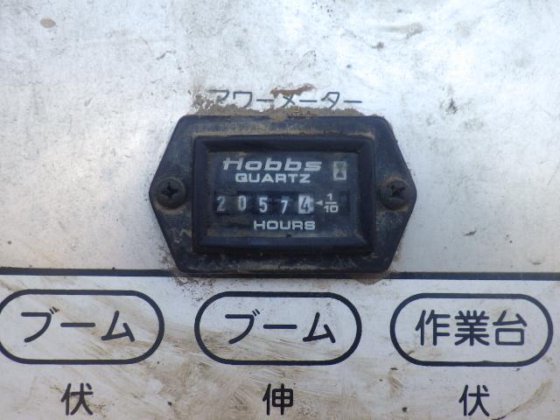 アワーメーター
Hobbs
QUARTZ
20574 1/10
HOURS
ブーム ブーム 作業台
伏 伸 伏